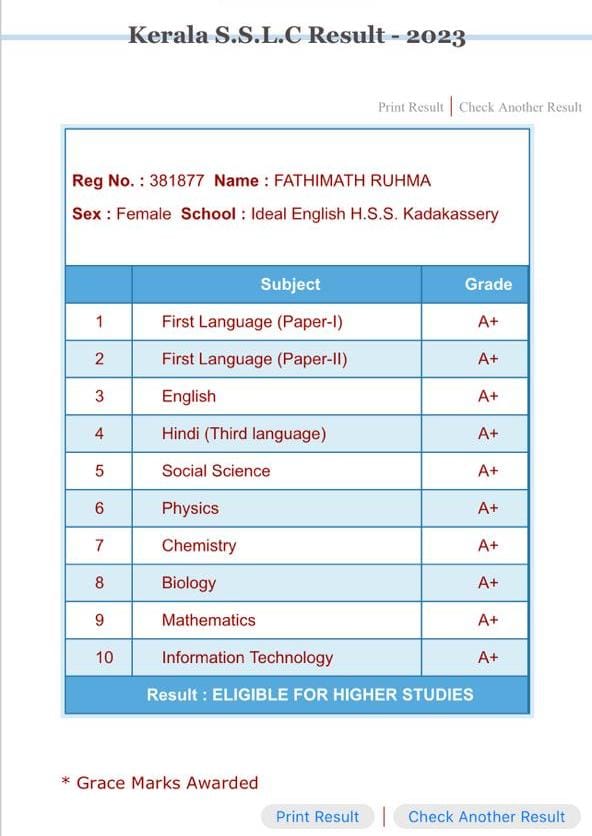 Kerala S.S.L.C Result - 2023
Print Result | Check Another Result
Reg No. : 381877 Name : FATHIMATH RUHMA
Sex : Female School : Ideal English H.S.S. Kadakassery
Subject Grade
1 First Language (Paper-I) A+
2 First Language (Paper-II) A+
3 English A+
4 Hindi (Third language) A+
5 Social Science A+
6 Physics A+
7 Chemistry A+
8 Biology A+
9 Mathematics A+
10 Information Technology A+
Result : ELIGIBLE FOR HIGHER STUDIES
* Grace Marks Awarded
Print Result | Check Another Result